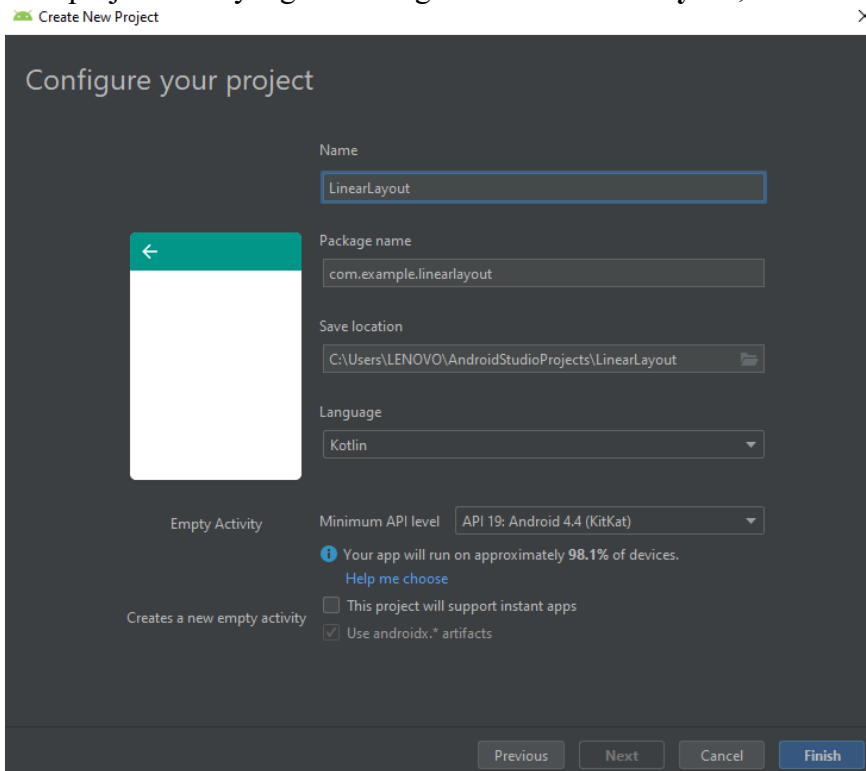 Create New Project
Configure your project
Name
LinearLayout
Package name
com.example.linearlayout
Save location
C:\Users\LENOVO\AndroidStudioProjects\LinearLayout
Language
Kotlin
Empty Activity
Minimum API level API 19: Android 4.4 (KitKat)
Your app will run on approximately 98.1% of devices.
Help me choose
Creates a new empty activity
This project will support instant apps
Use androidx.* artifacts
Previous Next Cancel Finish